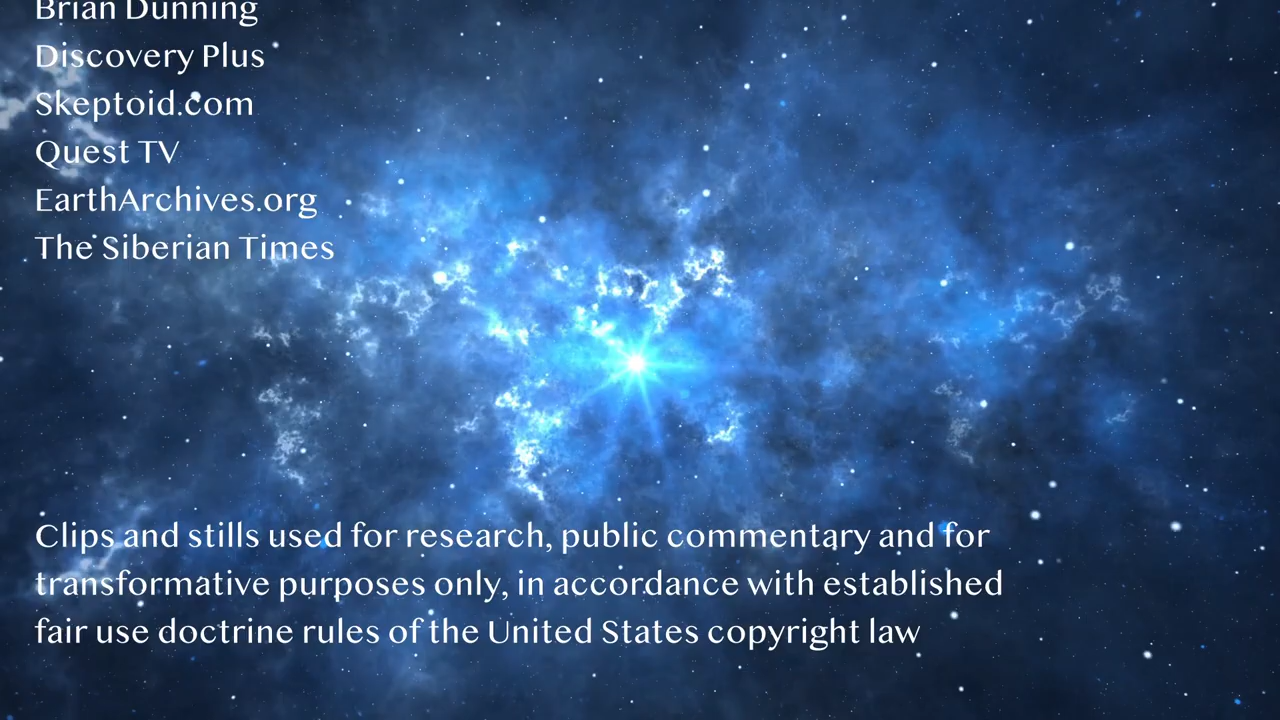 Brian Dunning
Discovery Plus
Skeptoid.com
Quest TV
EarthArchives.org
The Siberian Times
Clips and stills used for research, public commentary and for
transformative purposes only, in accordance with established
fair use doctrine rules of the United States copyright law